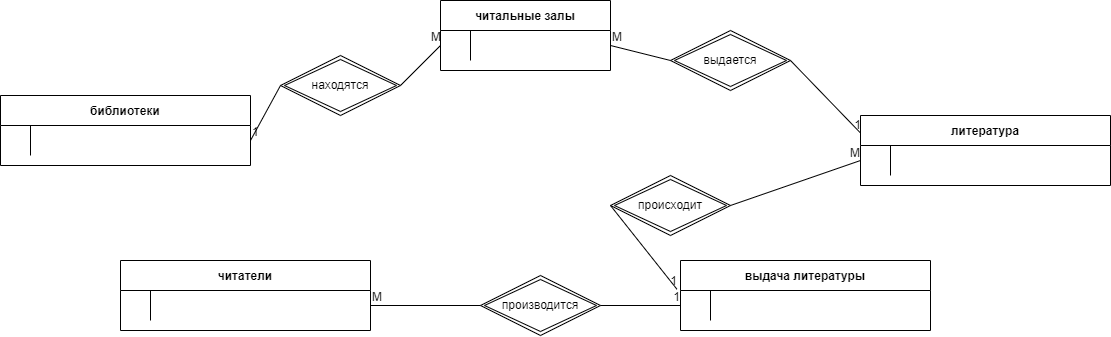 читальные залы
M
M
находятся
выдается
библиотеки
1
1
литература
M
происходит
читатели
1
выдача литературы
M
производится
1